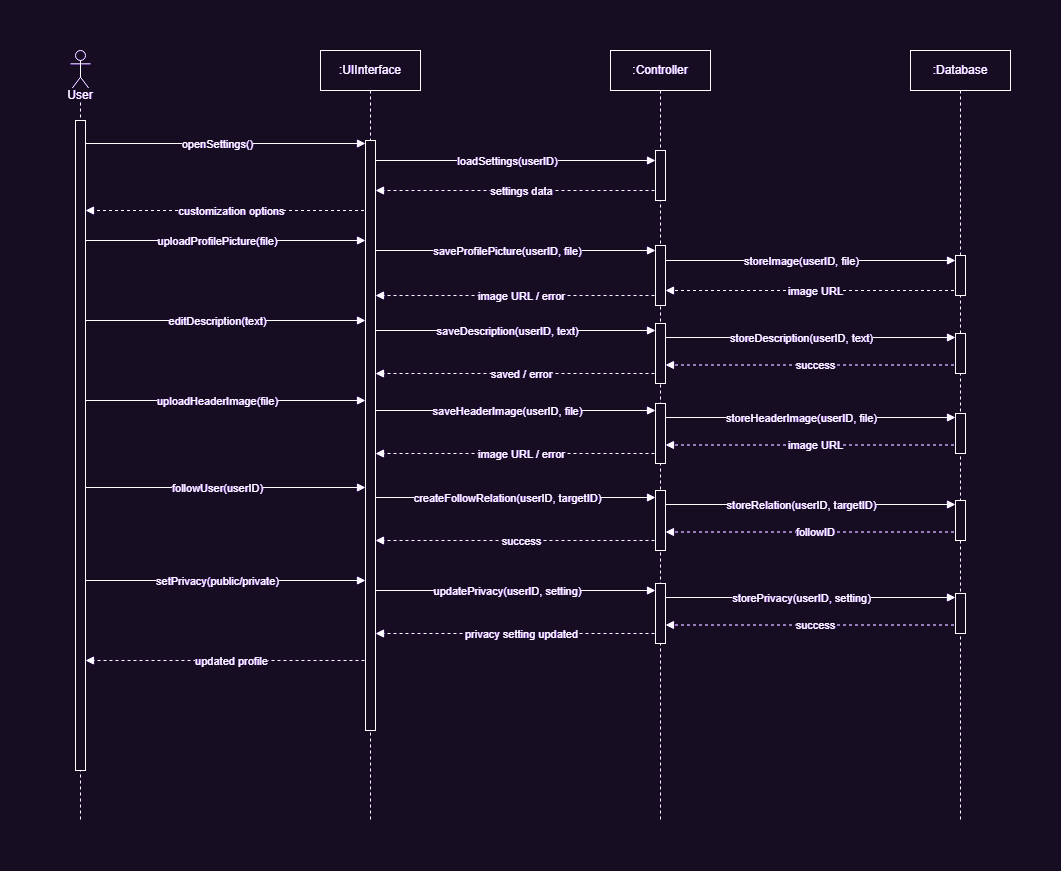 User
:UIInterface
:Controller
:Database
openSettings()
loadSettings(userID)
settings data
customization options
uploadProfilePicture(file)
saveProfilePicture(userID, file)
storeImage(userID, file)
image URL
image URL / error
editDescription(text)
saveDescription(userID, text)
storeDescription(userID, text)
success
saved / error
uploadHeaderImage(file)
saveHeaderImage(userID, file)
storeHeaderImage(userID, file)
image URL
image URL / error
followUser(userID)
createFollowRelation(userID, targetID)
storeRelation(userID, targetID)
followID
success
setPrivacy(public/private)
updatePrivacy(userID, setting)
storePrivacy(userID, setting)
success
privacy setting updated
updated profile